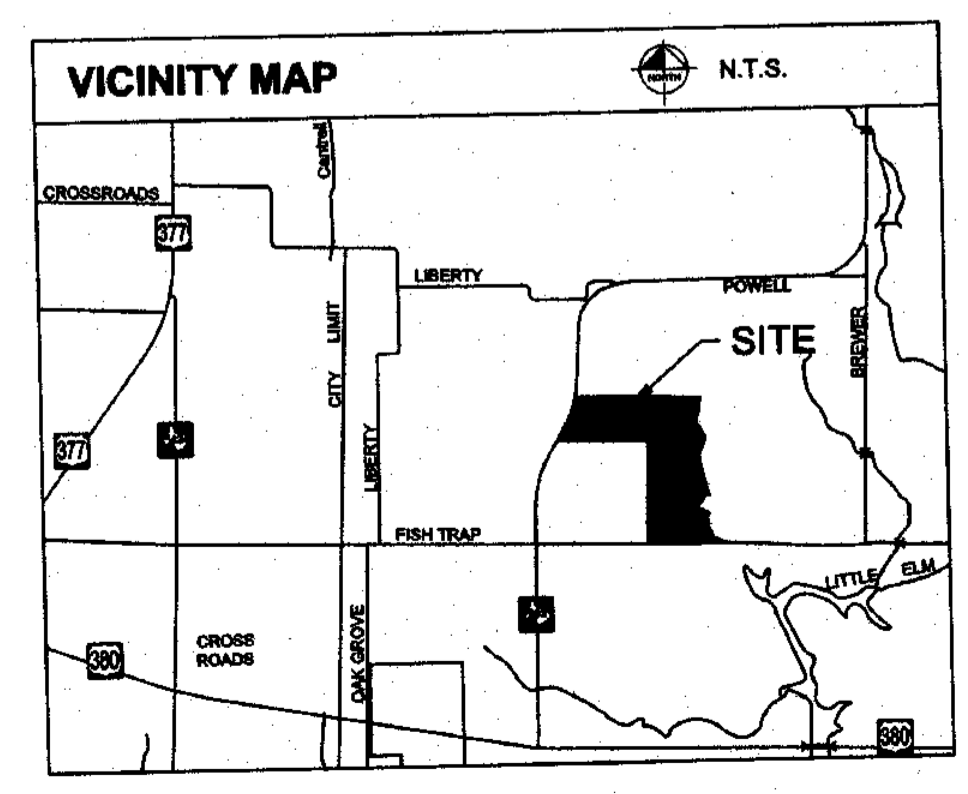 VICINITY MAP
NORTH
N.T.S.
Cantrell
CROSSROADS
377
LIBERTY
POWELL
CITY LIMIT
BREWER
SITE
377
LIBERTY
FISH TRAP
LITTLE ELM
OAK GROVE
CROSS
ROADS
380
380